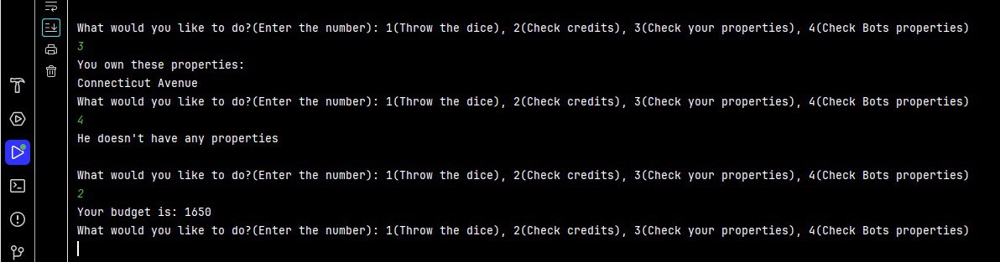 What would you like to do?(Enter the number): 1(Throw the dice), 2(Check credits), 3(Check your properties), 4(Check Bots properties)
3
You own these properties:
Connecticut Avenue
What would you like to do?(Enter the number): 1(Throw the dice), 2(Check credits), 3(Check your properties), 4(Check Bots properties)
4
He doesn't have any properties
What would you like to do?(Enter the number): 1(Throw the dice), 2(Check credits), 3(Check your properties), 4(Check Bots properties)
2
Your budget is: 1650
What would you like to do?(Enter the number): 1(Throw the dice), 2(Check credits), 3(Check your properties), 4(Check Bots properties)